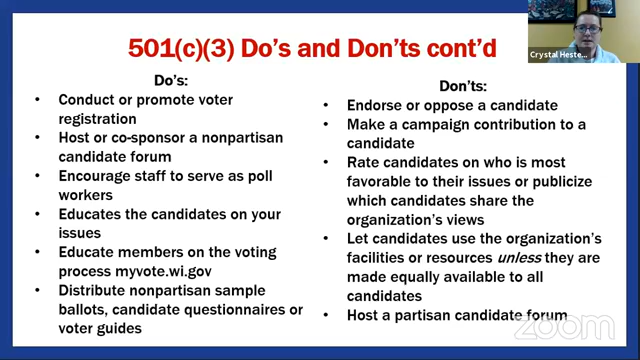 Crystal Heste...
501(c)(3) Do's and Don'ts cont'd
Do's:
• Conduct or promote voter
registration
• Host or co-sponsor a nonpartisan
candidate forum
• Encourage staff to serve as poll
workers
• Educates the candidates on your
issues
• Educate members on the voting
process myvote.wi.gov
• Distribute nonpartisan sample
ballots, candidate questionnaires or
voter guides
Don'ts:
• Endorse or oppose a candidate
• Make a campaign contribution to a
candidate
• Rate candidates on who is most
favorable to their issues or publicize
which candidates share the
organization's views
• Let candidates use the organization's
facilities or resources unless they are
made equally available to all
candidates
• Host a partisan candidate forum
zoom